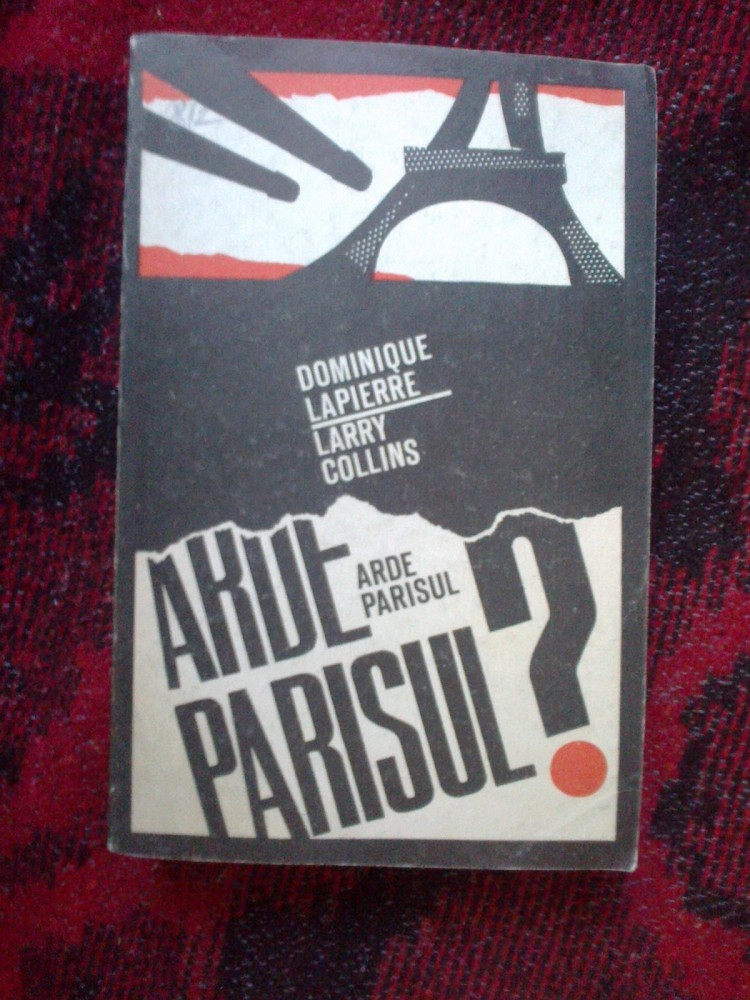 DOMINIQUE
LAPIERRE
LARRY
COLLINS
ARDE
ARDE
PARISUL
PARISUL?